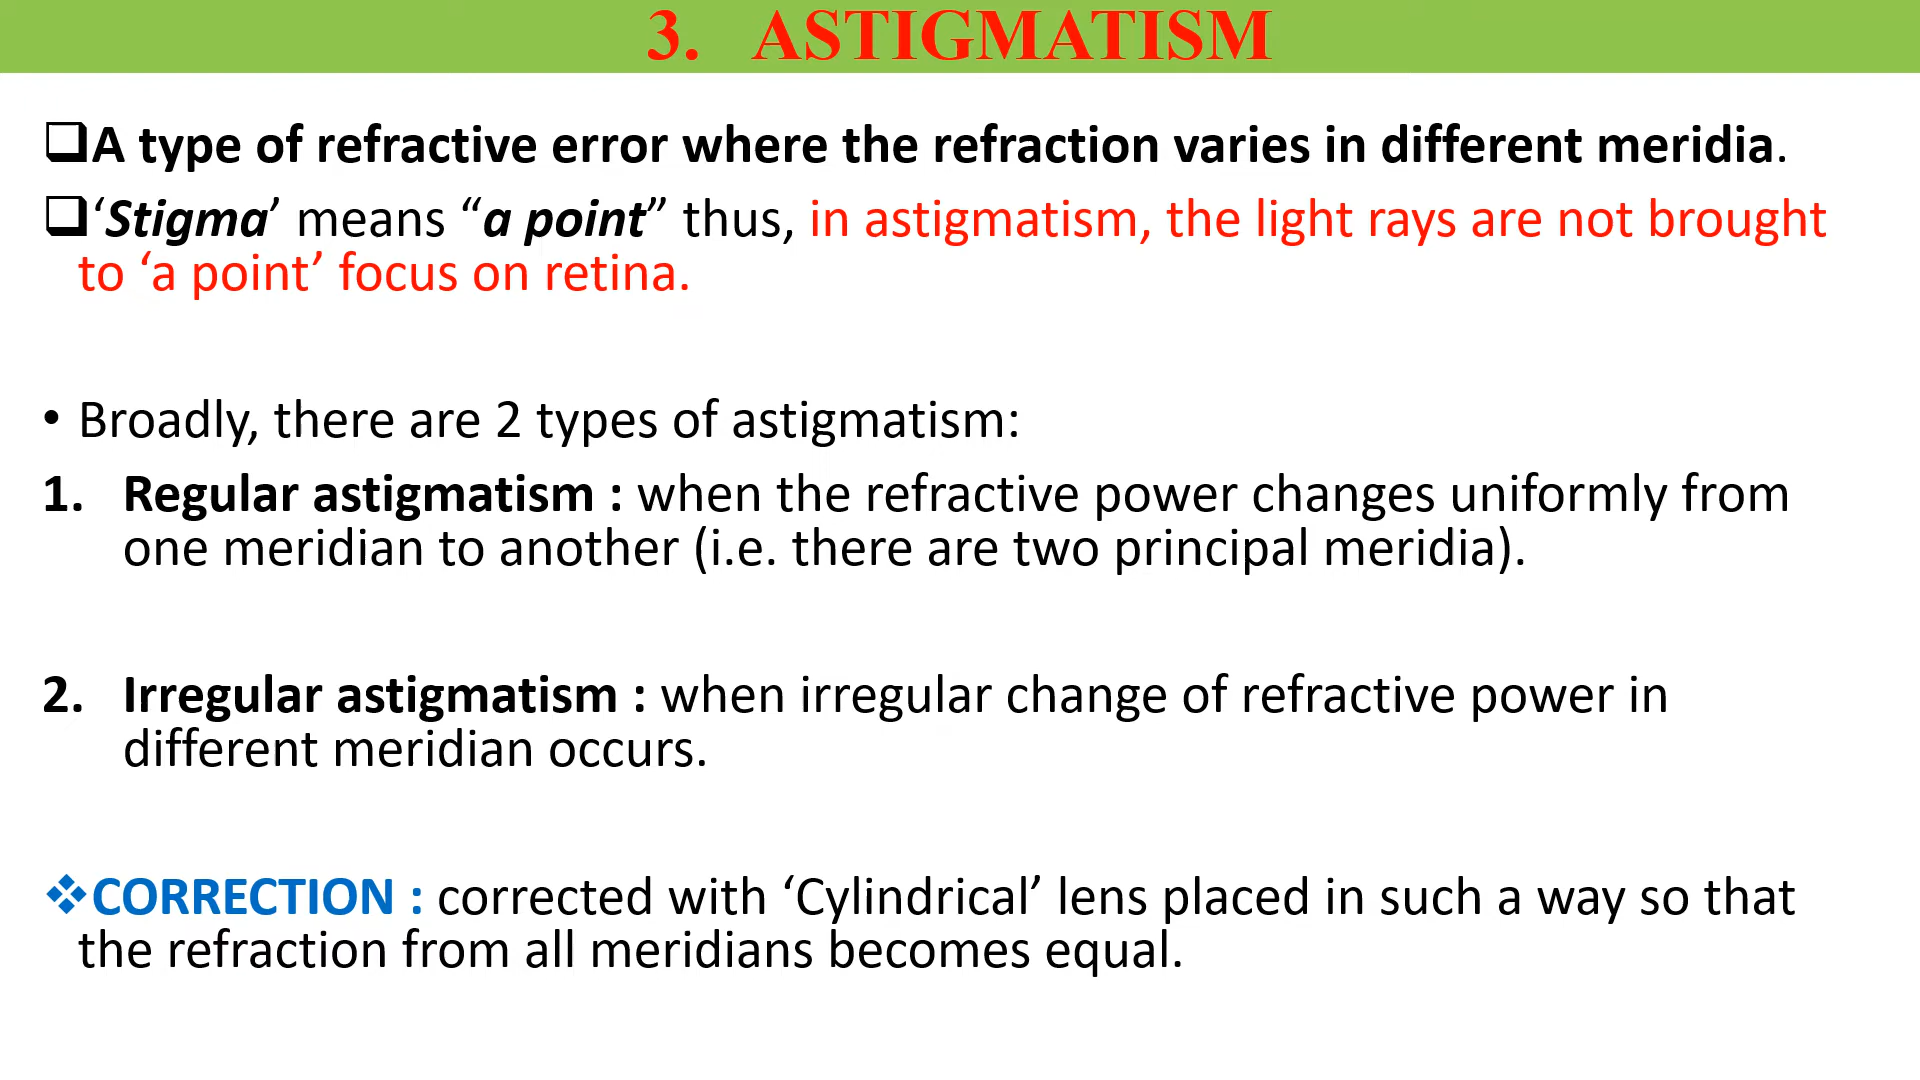 3. ASTIGMATISM
❑A type of refractive error where the refraction varies in different meridia.
❑‘Stigma’ means “a point” thus, in astigmatism, the light rays are not brought
to ‘a point’ focus on retina.
• Broadly, there are 2 types of astigmatism:
1. Regular astigmatism : when the refractive power changes uniformly from
one meridian to another (i.e. there are two principal meridia).
2. Irregular astigmatism : when irregular change of refractive power in
different meridian occurs.
❖CORRECTION : corrected with ‘Cylindrical’ lens placed in such a way so that
the refraction from all meridians becomes equal.